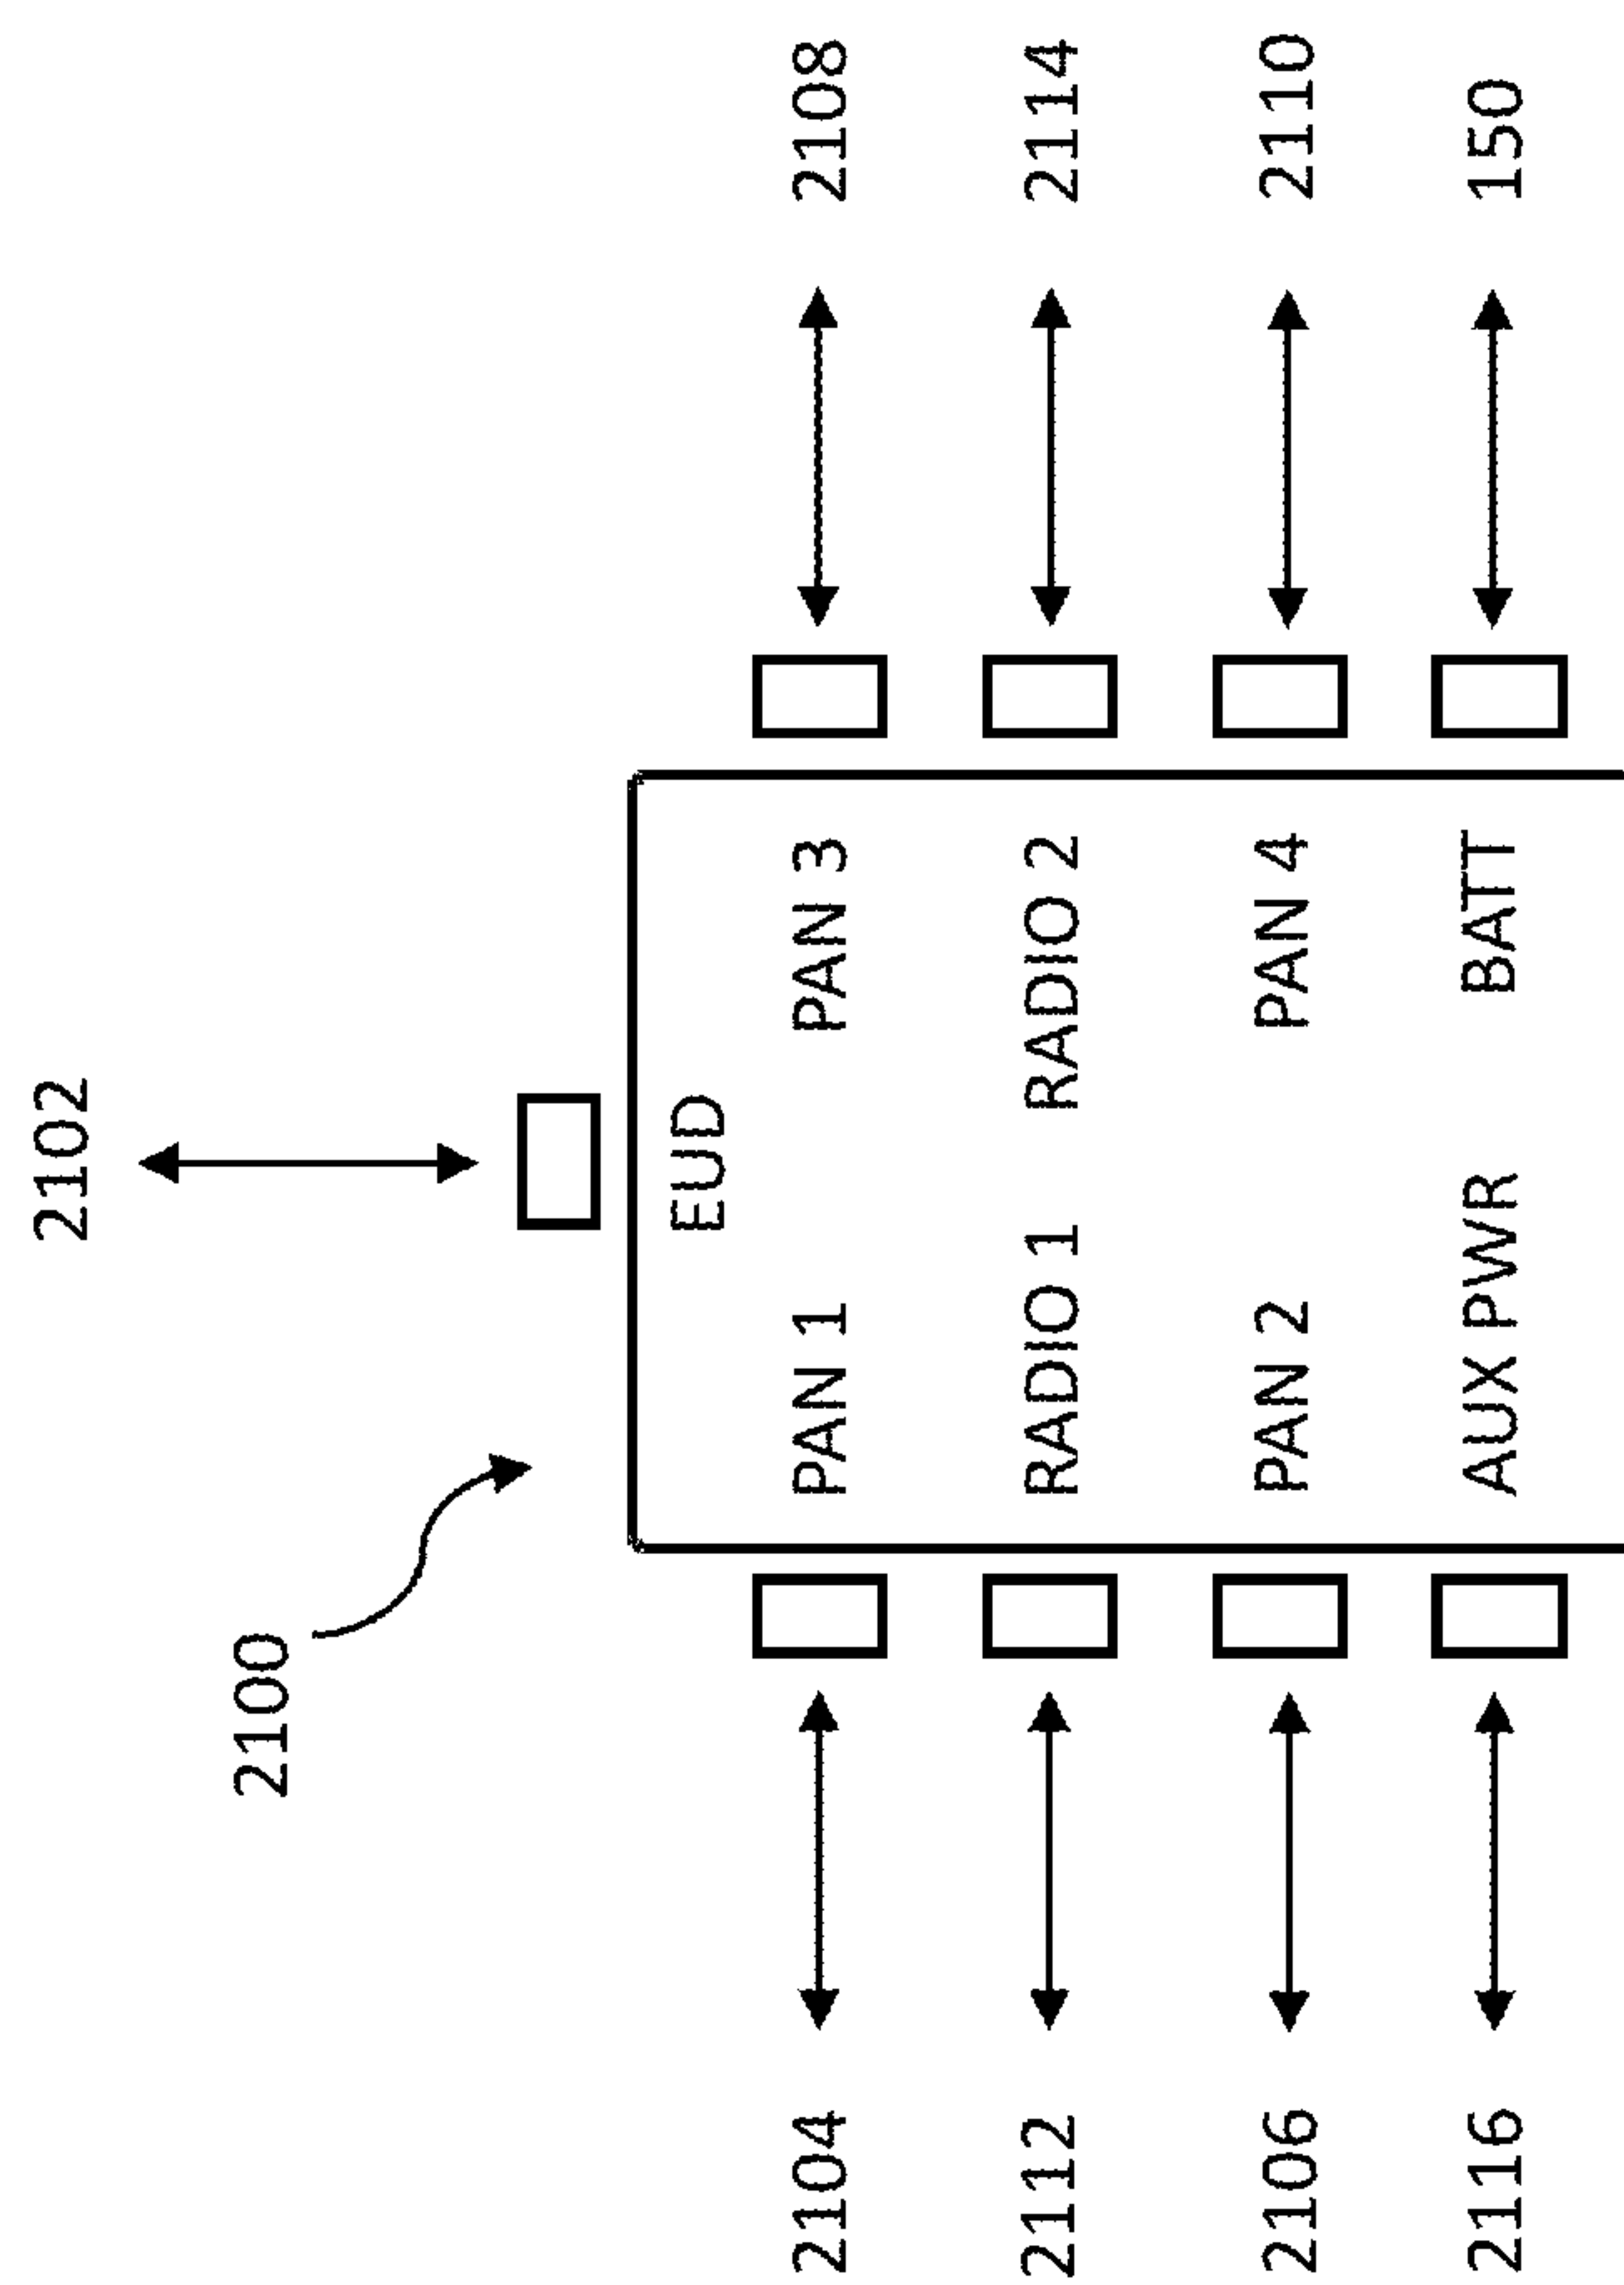 2102
2100
EUD
2104 PAN 1 PAN 3 2108
2112 RADIO 1 RADIO 2 2114
2106 PAN 2 PAN 4 2110
2116 AUX PWR BATT 150